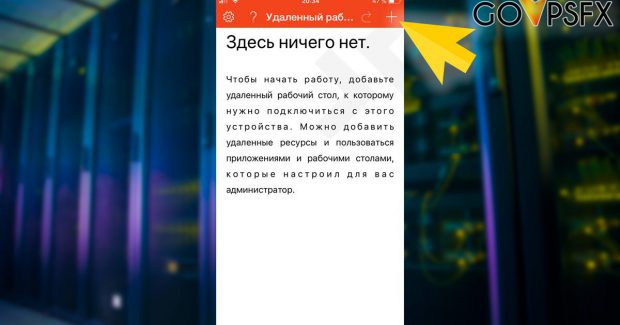 20:34
47 %
Удаленный раб...
GOVPSFX
Здесь ничего нет.
Чтобы начать работу, добавьте
удаленный рабочий стол, к которому
нужно подключиться с этого
устройства. Можно добавить
удаленные ресурсы и пользоваться
приложениями и рабочими столами,
которые настроил для вас
администратор.